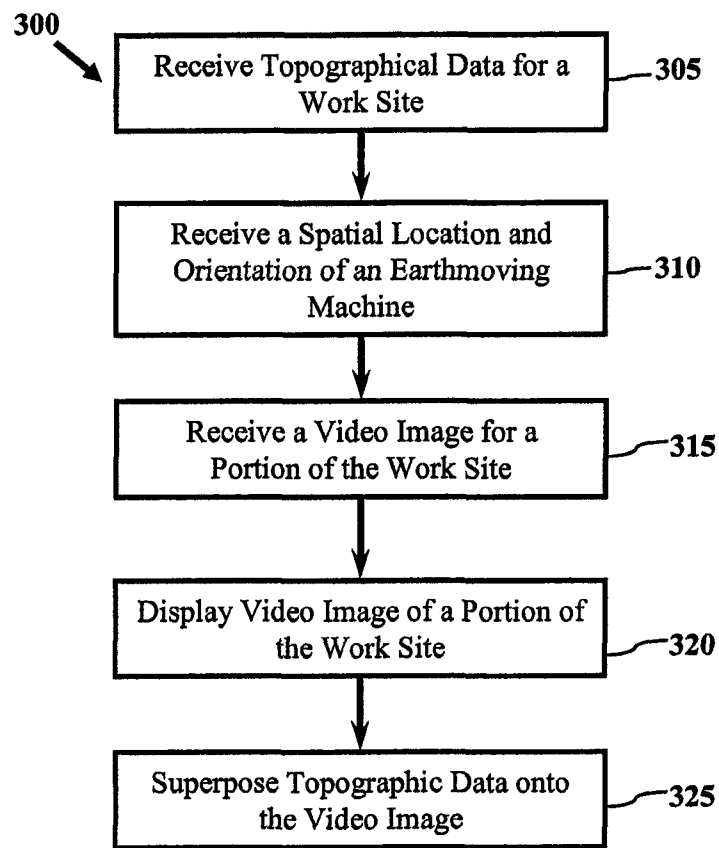 300
Receive Topographical Data for a
Work Site
305
Receive a Spatial Location and
Orientation of an Earthmoving
Machine
310
Receive a Video Image for a
Portion of the Work Site
315
Display Video Image of a Portion of
the Work Site
320
Superpose Topographic Data onto
the Video Image
325